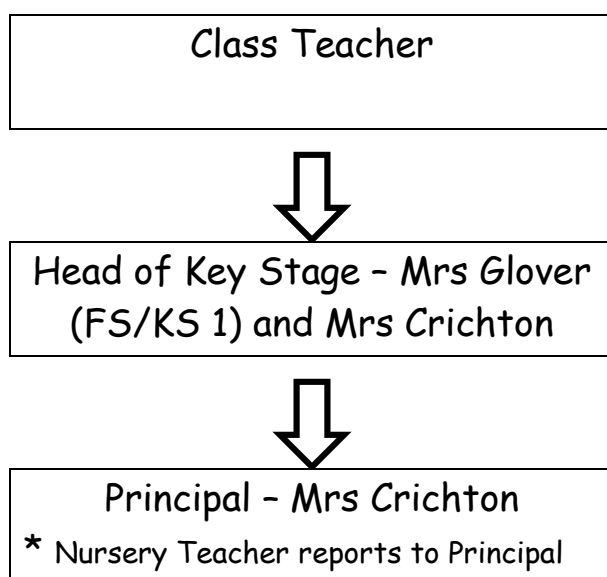 Class Teacher
Head of Key Stage – Mrs Glover
(FS/KS 1) and Mrs Crichton
Principal – Mrs Crichton
* Nursery Teacher reports to Principal